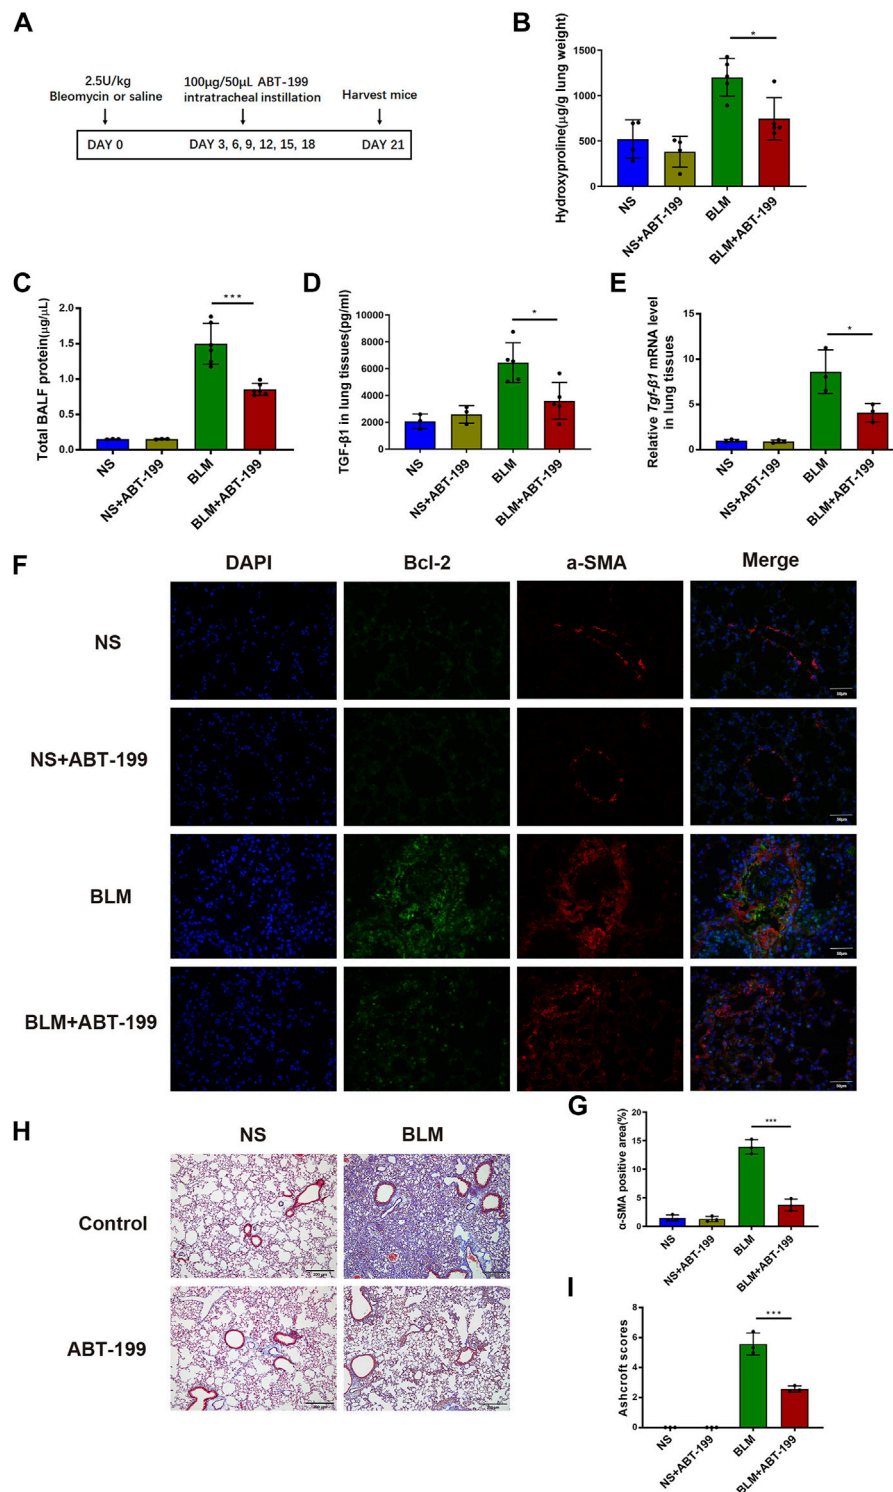 A
2.5U/kg
Bleomycin or saline
100μg/50μL ABT-199
intratracheal instillation
Harvest mice
DAY 0
DAY 3, 6, 9, 12, 15, 18
DAY 21
B
Hydroxyproline(μg/g lung weight)
1500
1000
500
0
*
NS
NS+ABT-199
BLM
BLM+ABT-199
C
Total BALF protein(μg/μL)
2.0
1.5
1.0
0.5
0.0
***
NS
NS+ABT-199
BLM
BLM+ABT-199
D
TGF-β1 in lung tissues(pg/ml)
10000
8000
6000
4000
2000
0
*
NS
NS+ABT-199
BLM
BLM+ABT-199
E
Relative Tgf-β1 mRNA level
in lung tissues
15
10
5
0
*
NS
NS+ABT-199
BLM
BLM+ABT-199
F
DAPI
Bcl-2
a-SMA
Merge
NS
50μm
NS+ABT-199
50μm
BLM
50μm
BLM+ABT-199
50μm
G
α-SMA positive area(%)
20
15
10
5
0
***
NS
NS+ABT-199
BLM
BLM+ABT-199
H
NS
BLM
Control
ABT-199
I
Ashcroft scores
8
6
4
2
0
***
NS
NS+ABT-199
BLM
BLM+ABT-199